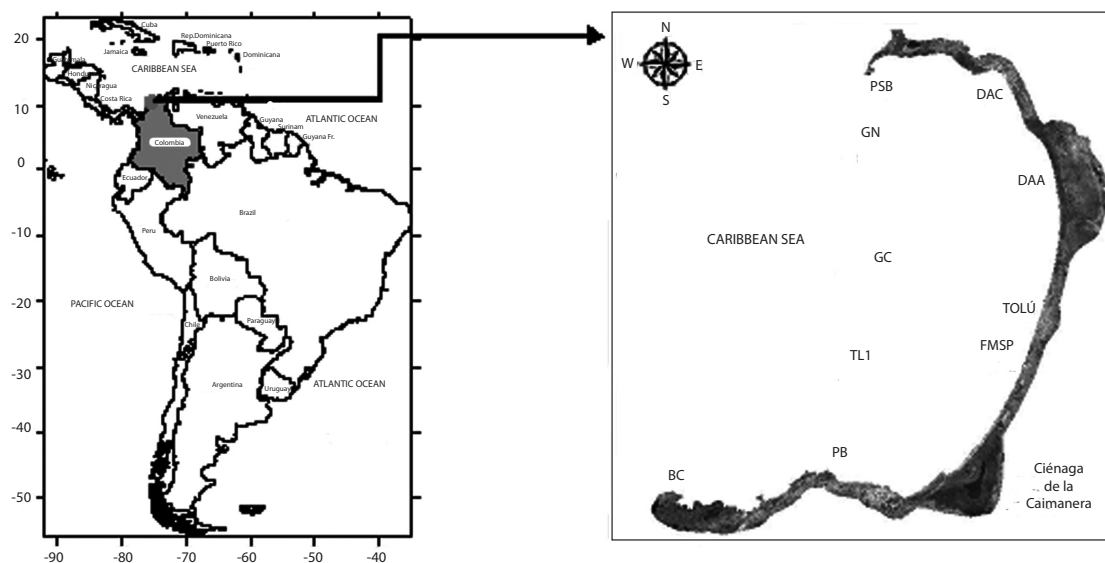 20
10
0
-10
-20
-30
-40
-50
-90
-80
-70
-60
-50
-40
Cuba
Rep.Dominicana
Puerto Rico
Jamaica
Dominicana
CARIBBEAN SEA
Guatemala
Hondu
Nicaragua
Costa Rica
Venezuela
Guyana
Surinam
Guyana Fr.
ATLANTIC OCEAN
Colombia
Ecuador
Brazil
Peru
Bolivia
PACIFIC OCEAN
Paraguay
Chile
Argentina
Uruguay
ATLANTIC OCEAN
N
W
E
S
PSB
DAC
GN
DAA
CARIBBEAN SEA
GC
TOLÚ
FMSP
TL1
PB
BC
Ciénaga
de la
Caimanera